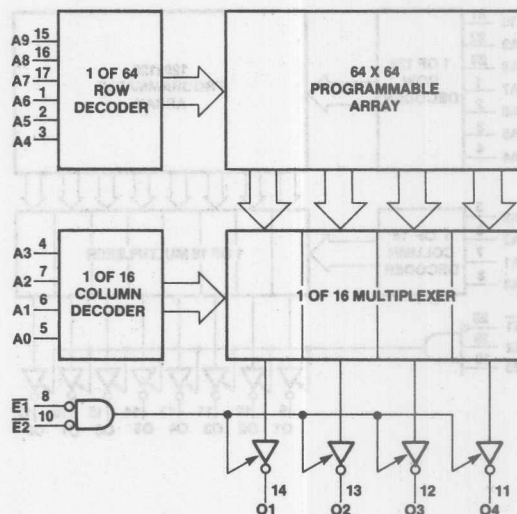 A9 15
A8 16
A7 17
A6 1
A5 2
A4 3
1 OF 64
ROW
DECODER
64 X 64
PROGRAMMABLE
ARRAY
A3 4
A2 7
A1 6
A0 5
1 OF 16
COLUMN
DECODER
1 OF 16 MULTIPLEXER
E1 8
E2 10
14 13 12 11
O1 O2 O3 O4